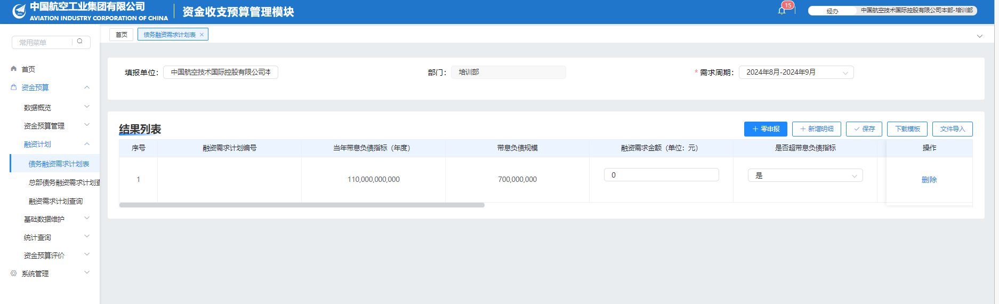 中国航空工业集团有限公司
AVIATION INDUSTRY CORPORATION OF CHINA
资金收支预算管理模块
15
经办
中国航空技术国际控股有限公司本部-培训部
常用菜单
首页
债务融资需求计划表
首页
资金预算
数据概览
资金预算管理
融资计划
债务融资需求计划表
总部债务融资需求计划查
融资需求计划查询
基础数据维护
统计查询
资金预算评价
系统管理
填报单位：
中国航空技术国际控股有限公司本
部门：
培训部
* 需求周期：
2024年8月-2024年9月
结果列表
零申报
新增明细
保存
下载模板
文件导入
序号
融资需求计划编号
当年带息负债指标（年度）
带息负债规模
融资需求金额（单位：元）
是否超带息负债指标
操作
1
110,000,000,000
700,000,000
0
是
删除